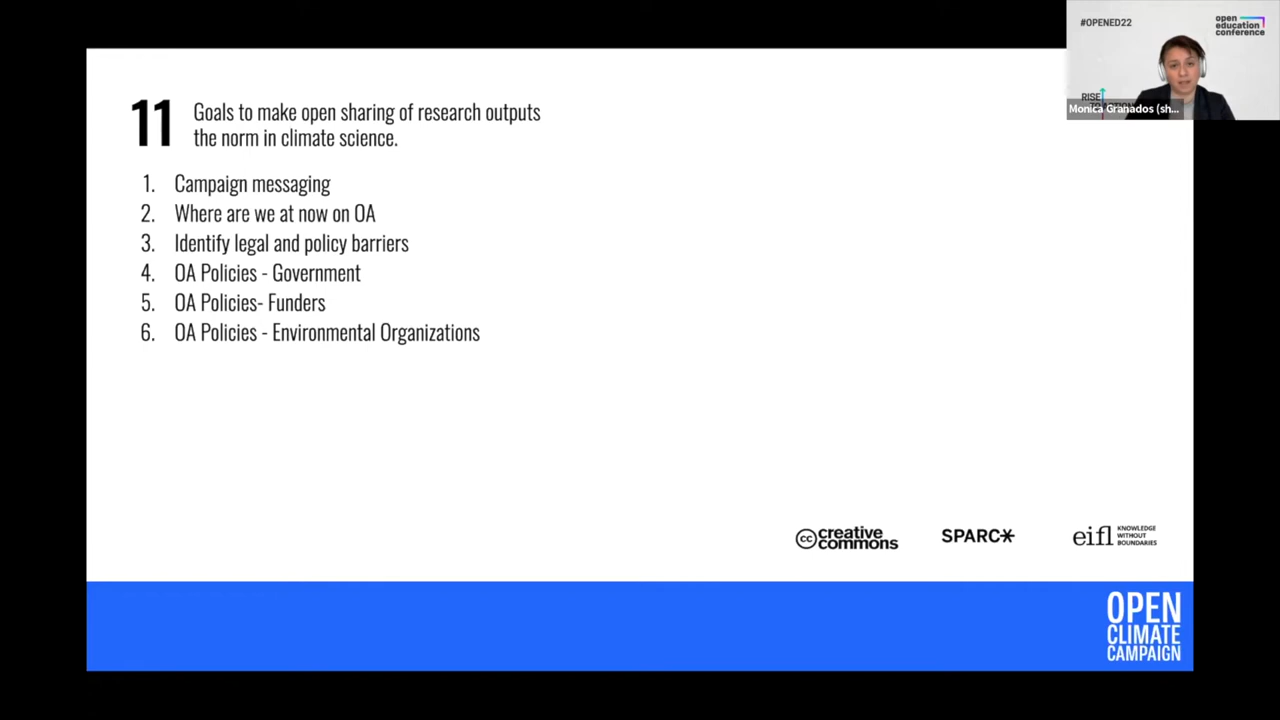 #OPENED22
open
education
conference
RISE
Monica Granados (sh...
11
Goals to make open sharing of research outputs
the norm in climate science.
1. Campaign messaging
2. Where are we at now on OA
3. Identify legal and policy barriers
4. OA Policies - Government
5. OA Policies- Funders
6. OA Policies - Environmental Organizations
cc creative
commons
SPARC
eifl
KNOWLEDGE
WITHOUT
BOUNDARIES
OPEN
CLIMATE
CAMPAIGN